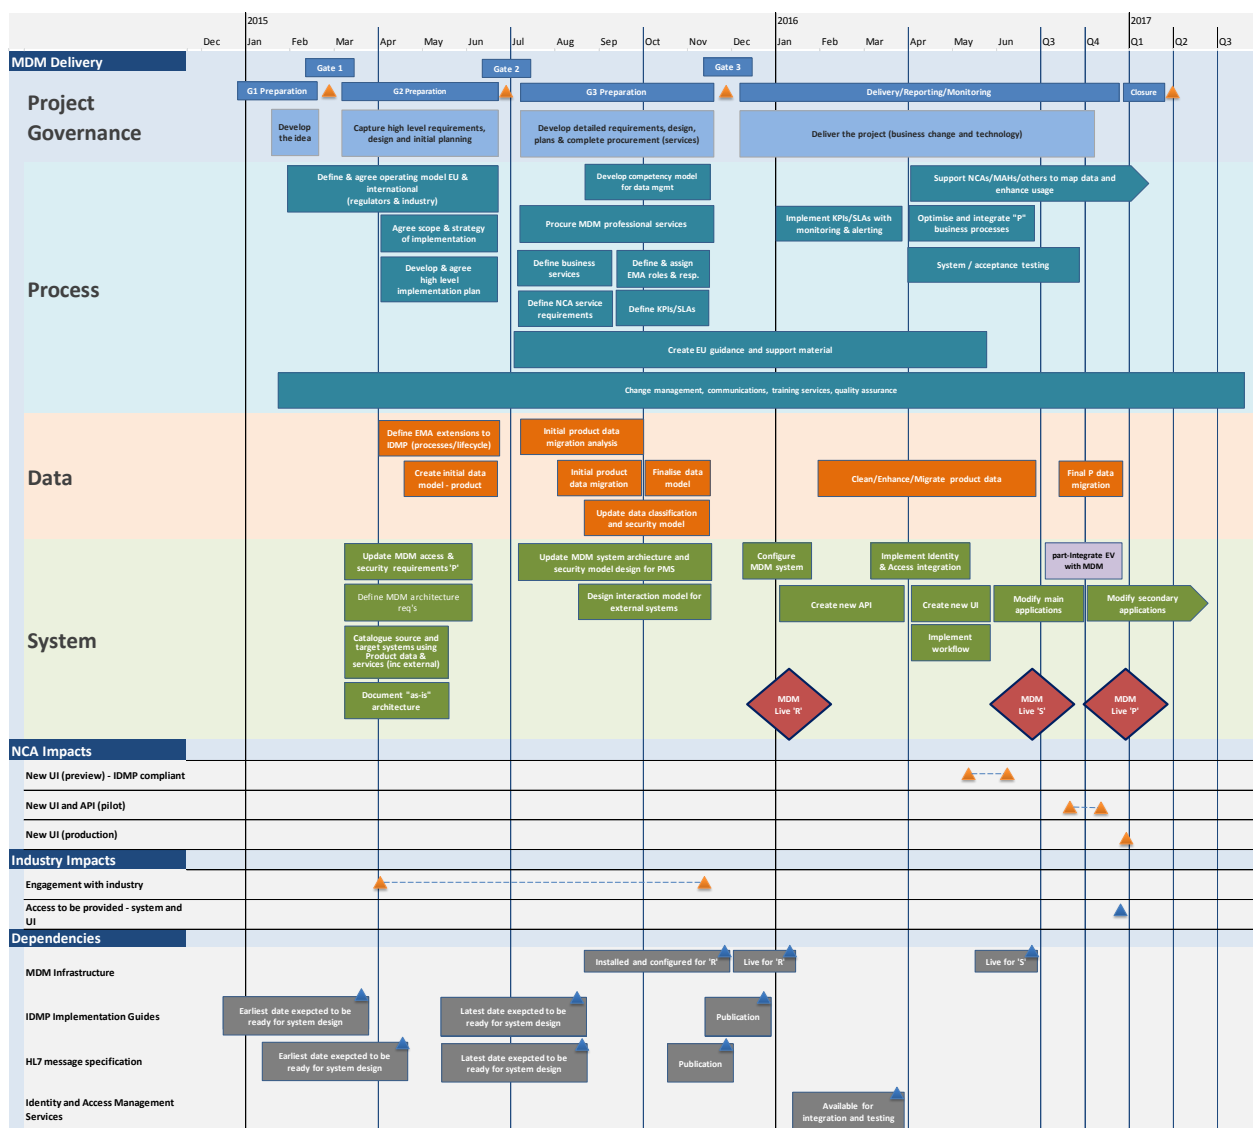 2015
2016
2017
Dec Jan Feb Mar Apr May Jun Jul Aug Sep Oct Nov Dec Jan Feb Mar Apr May Jun Q3 Q4 Q1 Q2 Q3
MDM Delivery
Project
Governance
Gate 1
Gate 2
Gate 3
G1 Preparation
G2 Preparation
G3 Preparation
Delivery/Reporting/Monitoring
Closure
Develop
the idea
Capture high level requirements,
design and initial planning
Develop detailed requirements, design,
plans & complete procurement (services)
Deliver the project (business change and technology)
Process
Define & agree operating model EU &
international
(regulators & industry)
Develop competency model
for data mgmt
Support NCAs/MAHs/others to map data and
enhance usage
Agree scope & strategy
of implementation
Procure MDM professional services
Implement KPIs/SLAs with
monitoring & alerting
Optimise and integrate "P"
business processes
Develop & agree
high level
implementation plan
Define business
services
Define & assign
EMA roles & resp.
System / acceptance testing
Define NCA service
requirements
Define KPIs/SLAs
Create EU guidance and support material
Change management, communications, training services, quality assurance
Data
Define EMA extensions to
IDMP (processes/lifecycle)
Initial product data
migration analysis
Create initial data
model - product
Initial product
data migration
Finalise data
model
Clean/Enhance/Migrate product data
Final P data
migration
Update data classification
and security model
System
Update MDM access &
security requirements 'P'
Update MDM system archiecture and
security model design for PMS
Configure
MDM system
Implement Identity
& Access integration
part-Integrate EV
with MDM
Define MDM architecture
req's
Design interaction model for
external systems
Create new API
Create new UI
Modify main
applications
Modify secondary
applications
Catalogue source and
target systems using
Product data &
services (inc external)
Implement
workflow
Document "as-is"
architecture
MDM
Live 'R'
MDM
Live 'S'
MDM
Live 'P'
NCA Impacts
New UI (preview) - IDMP compliant
New UI and API (pilot)
New UI (production)
Industry Impacts
Engagement with industry
Access to be provided - system and
UI
Dependencies
MDM Infrastructure
Installed and configured for 'R'
Live for 'R'
Live for 'S'
IDMP Implementation Guides
Earliest date exepcted to be
ready for system design
Latest date exepcted to be
ready for system design
Publication
HL7 message specification
Earliest date exepcted to be
ready for system design
Latest date exepcted to be
ready for system design
Publication
Identity and Access Management
Services
Available for
integration and testing